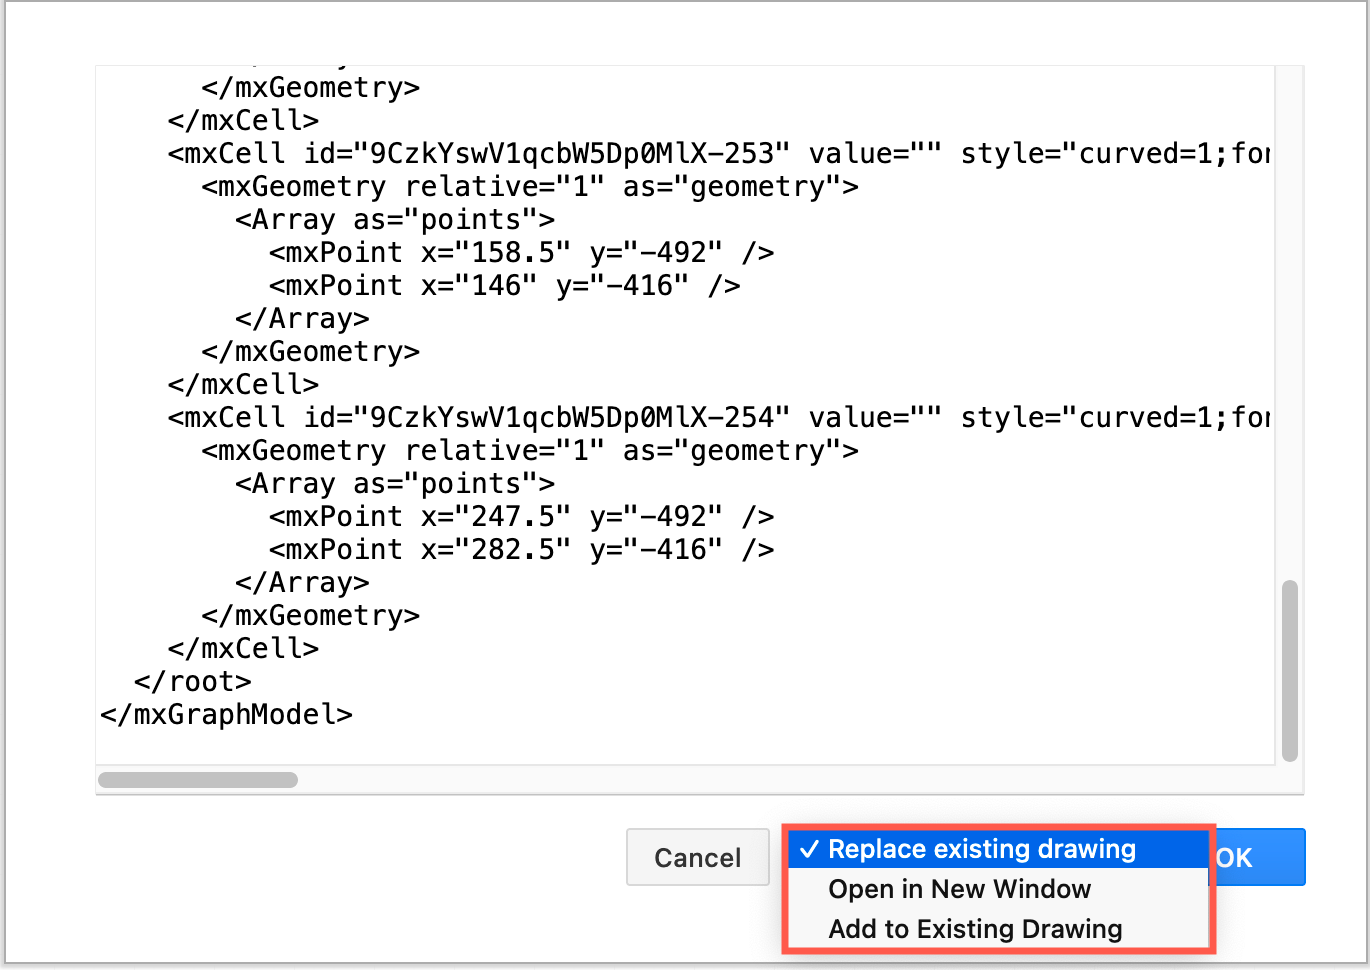 </mxGeometry>
</mxCell>
<mxCell id="9CzkYswV1qcbW5Dp0MlX-253" value="" style="curved=1;for
<mxGeometry relative="1" as="geometry">
<Array as="points">
<mxPoint x="158.5" y="-492" />
<mxPoint x="146" y="-416" />
</Array>
</mxGeometry>
</mxCell>
<mxCell id="9CzkYswV1qcbW5Dp0MlX-254" value="" style="curved=1;for
<mxGeometry relative="1" as="geometry">
<Array as="points">
<mxPoint x="247.5" y="-492" />
<mxPoint x="282.5" y="-416" />
</Array>
</mxGeometry>
</mxCell>
</root>
</mxGraphModel>
Cancel
✓ Replace existing drawing
OK
Open in New Window
Add to Existing Drawing